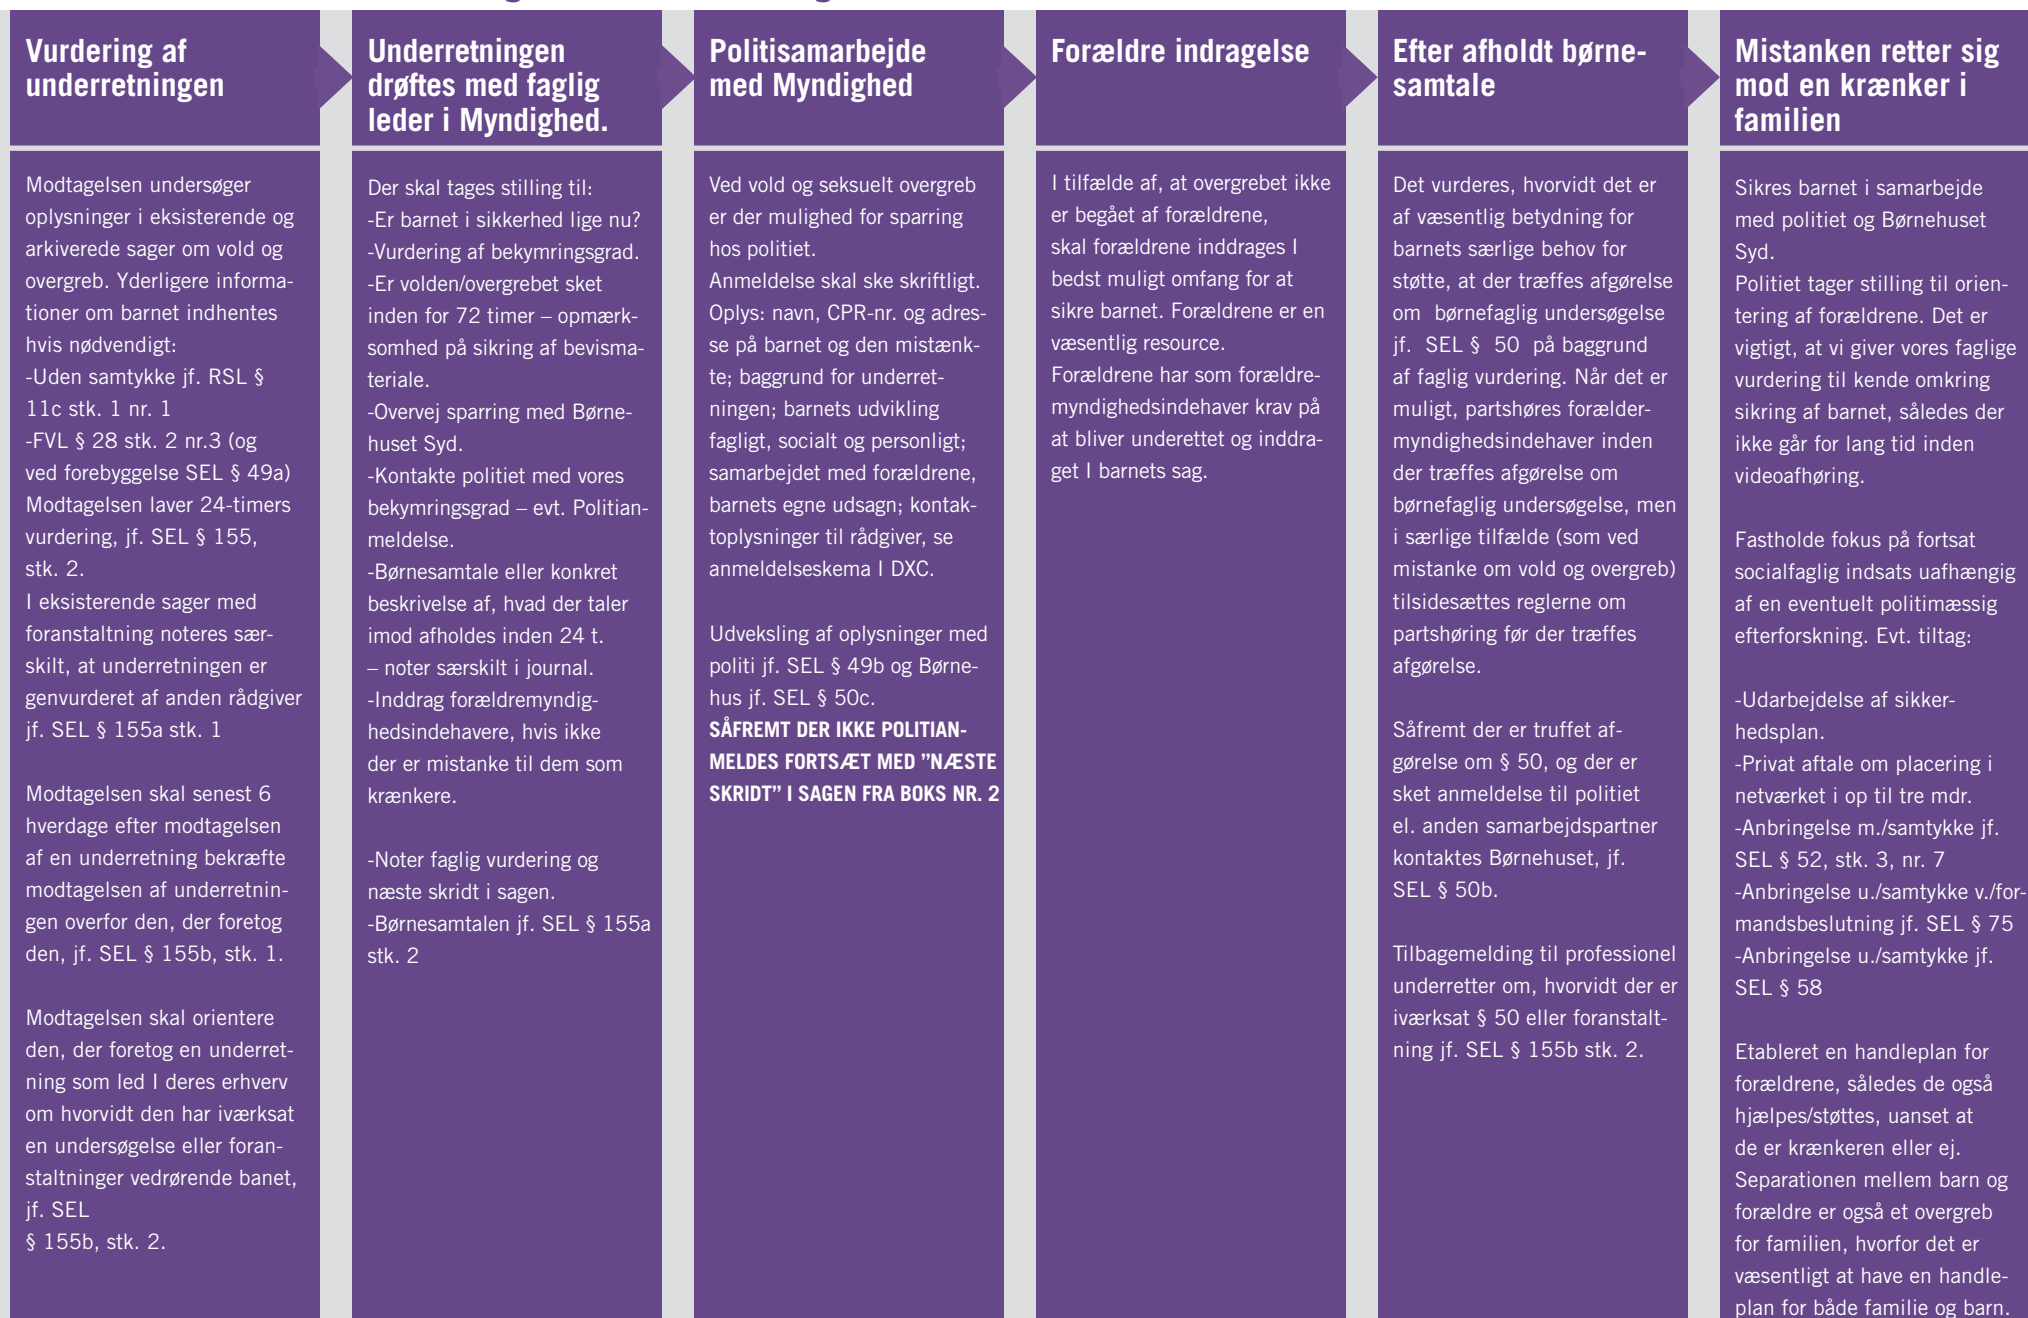 Vurdering af
underretningen
Modtagelsen undersøger
oplysninger i eksisterende og
arkiverede sager om vold og
overgreb. Yderligere informa-
tioner om barnet indhentes
hvis nødvendigt:
-Uden samtykke jf. RSL §
11c stk. 1 nr. 1
-FVL § 28 stk. 2 nr.3 (og
ved forebyggelse SEL § 49a)
Modtagelsen laver 24-timers
vurdering, jf. SEL § 155,
stk. 2.
I eksisterende sager med
foranstaltning noteres sær-
skilt, at underretningen er
genvurderet af anden rådgiver
jf. SEL § 155a stk. 1
Modtagelsen skal senest 6
hverdage efter modtagelsen
af en underretning bekræfte
modtagelsen af underretnin-
gen overfor den, der foretog
den, jf. SEL § 155b, stk. 1.
Modtagelsen skal orientere
den, der foretog en underret-
ning som led I deres erhverv
om hvorvidt den har iværksat
en undersøgelse eller foran-
staltninger vedrørende banet,
jf. SEL
§ 155b, stk. 2.
Underretningen
drøftes med faglig
leder i Myndighed.
Der skal tages stilling til:
-Er barnet i sikkerhed lige nu?
-Vurdering af bekymringsgrad.
-Er volden/overgrebet sket
inden for 72 timer – opmærk-
somhed på sikring af bevisma-
teriale.
-Overvej sparring med Børne-
huset Syd.
-Kontakte politiet med vores
bekymringsgrad – evt. Politian-
meldelse.
-Børnesamtale eller konkret
beskrivelse af, hvad der taler
imod afholdes inden 24 t.
– noter særskilt i journal.
-Inddrag forældremyndig-
hedsindehavere, hvis ikke
der er mistanke til dem som
krænkere.
-Noter faglig vurdering og
næste skridt i sagen.
-Børnesamtalen jf. SEL § 155a
stk. 2
Politisamarbejde
med Myndighed
Ved vold og seksuelt overgreb
er der mulighed for sparring
hos politiet.
Anmeldelse skal ske skriftligt.
Oplys: navn, CPR-nr. og adres-
se på barnet og den mistænk-
te; baggrund for underret-
ningen; barnets udvikling
fagligt, socialt og personligt;
samarbejdet med forældrene,
barnets egne udsagn; kontak-
toplysninger til rådgiver, se
anmeldelseskema I DXC.
Udveksling af oplysninger med
politi jf. SEL § 49b og Børne-
hus jf. SEL § 50c.
SÅFREMT DER IKKE POLITIAN-
MELDES FORTSÆT MED ”NÆSTE
SKRIDT” I SAGEN FRA BOKS NR. 2
Forældre indragelse
I tilfælde af, at overgrebet ikke
er begået af forældrene,
skal forældrene inddrages I
bedst muligt omfang for at
sikre barnet. Forældrene er en
væsentlig resource.
Forældrene har som forældre-
myndighedsindehaver krav på
at bliver underettet og inddra-
get I barnets sag.
Efter afholdt børne-
samtale
Det vurderes, hvorvidt det er
af væsentlig betydning for
barnets særlige behov for
støtte, at der træffes afgørelse
om børnefaglig undersøgelse
jf. SEL § 50 på baggrund
af faglig vurdering. Når det er
muligt, partshøres forælder-
myndighedsindehaver inden
der træffes afgørelse om
børnefaglig undersøgelse, men
i særlige tilfælde (som ved
mistanke om vold og overgreb)
tilsidesættes reglerne om
partshøring før der træffes
afgørelse.
Såfremt der er truffet af-
gørelse om § 50, og der er
sket anmeldelse til politiet
el. anden samarbejdspartner
kontaktes Børnehuset, jf.
SEL § 50b.
Tilbagemelding til professionel
underretter om, hvorvidt der er
iværksat § 50 eller foranstalt-
ning jf. SEL § 155b stk. 2.
Mistanken retter sig
mod en krænker i
familien
Sikres barnet i samarbejde
med politiet og Børnehuset
Syd.
Politiet tager stilling til orien-
tering af forældrene. Det er
vigtigt, at vi giver vores faglige
vurdering til kende omkring
sikring af barnet, således der
ikke går for lang tid inden
videoafhøring.
Fastholde fokus på fortsat
socialfaglig indsats uafhængig
af en eventuelt politimæssig
efterforskning. Evt. tiltag:
-Udarbejdelse af sikker-
hedsplan.
-Privat aftale om placering i
netværket i op til tre mdr.
-Anbringelse m./samtykke jf.
SEL § 52, stk. 3, nr. 7
-Anbringelse u./samtykke v./for-
mandsbeslutning jf. SEL § 75
-Anbringelse u./samtykke jf.
SEL § 58
Etableret en handleplan for
forældrene, således de også
hjælpes/støttes, uanset at
de er krænkeren eller ej.
Separationen mellem barn og
forældre er også et overgreb
for familien, hvorfor det er
væsentligt at have en handle-
plan for både familie og barn.